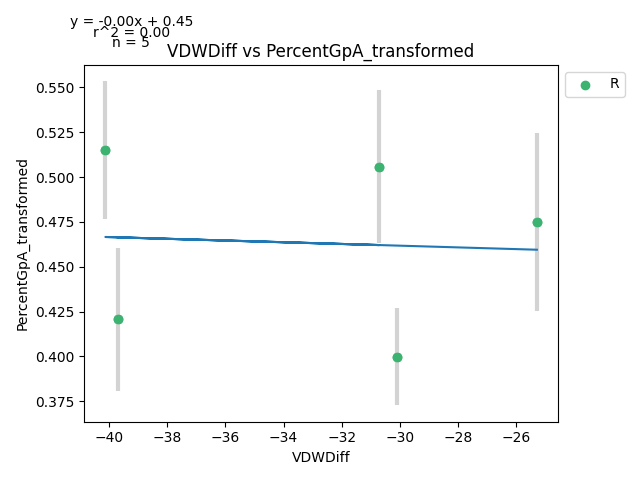 y = -0.00x + 0.45
r^2 = 0.00
n = 5
VDWDiff vs PercentGpA_transformed
R
0.550
0.525
0.500
0.475
0.450
0.425
0.400
0.375
PercentGpA_transformed
−40 −38 −36 −34 −32 −30 −28 −26
VDWDiff